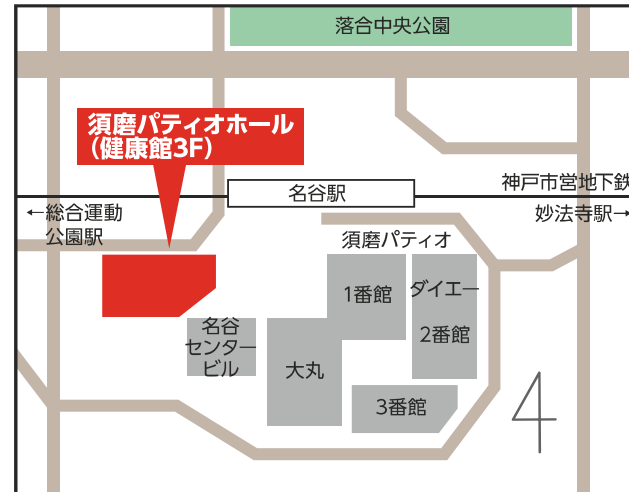 落合中央公園
須磨パティオホール
（健康館3F）
名谷駅
神戸市営地下鉄
←総合運動
公園駅
妙法寺駅→
須磨パティオ
1番館
ダイエー
2番館
名谷
センター
ビル
大丸
3番館
4